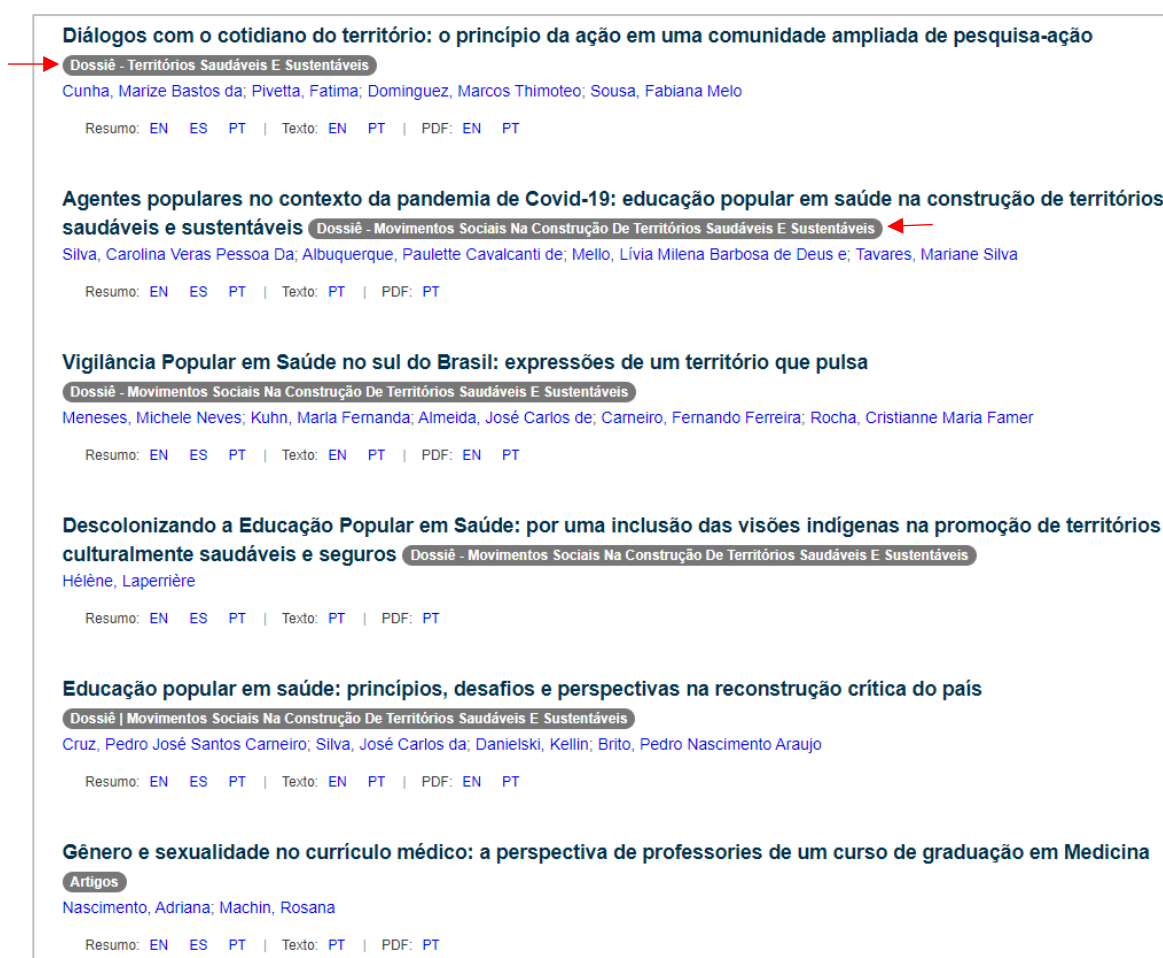 Diálogos com o cotidiano do território: o princípio da ação em uma comunidade ampliada de pesquisa-ação
Dossiê - Territórios Saudáveis E Sustentáveis
Cunha, Marize Bastos da; Pivetta, Fatima; Dominguez, Marcos Thimoteo; Sousa, Fabiana Melo
Resumo: EN ES PT | Texto: EN PT | PDF: EN PT
Agentes populares no contexto da pandemia de Covid-19: educação popular em saúde na construção de territórios
saudáveis e sustentáveis Dossiê - Movimentos Sociais Na Construção De Territórios Saudáveis E Sustentáveis
Silva, Carolina Veras Pessoa Da; Albuquerque, Paulette Cavalcanti de; Mello, Lívia Milena Barbosa de Deus e; Tavares, Mariane Silva
Resumo: EN ES PT | Texto: PT | PDF: PT
Vigilância Popular em Saúde no sul do Brasil: expressões de um território que pulsa
Dossiê - Movimentos Sociais Na Construção De Territórios Saudáveis E Sustentáveis
Meneses, Michele Neves; Kuhn, Marla Fernanda; Almeida, José Carlos de; Carneiro, Fernando Ferreira; Rocha, Cristianne Maria Famer
Resumo: EN ES PT | Texto: EN PT | PDF: EN PT
Descolonizando a Educação Popular em Saúde: por uma inclusão das visões indígenas na promoção de territórios
culturalmente saudáveis e seguros Dossiê - Movimentos Sociais Na Construção De Territórios Saudáveis E Sustentáveis
Hélène, Laperrière
Resumo: EN ES PT | Texto: PT | PDF: PT
Educação popular em saúde: princípios, desafios e perspectivas na reconstrução crítica do país
Dossiê | Movimentos Sociais Na Construção De Territórios Saudáveis E Sustentáveis
Cruz, Pedro José Santos Carneiro; Silva, José Carlos da; Danielski, Kellin; Brito, Pedro Nascimento Araujo
Resumo: EN ES PT | Texto: EN PT | PDF: EN PT
Gênero e sexualidade no currículo médico: a perspectiva de professories de um curso de graduação em Medicina
Artigos
Nascimento, Adriana; Machin, Rosana
Resumo: EN ES PT | Texto: PT | PDF: PT